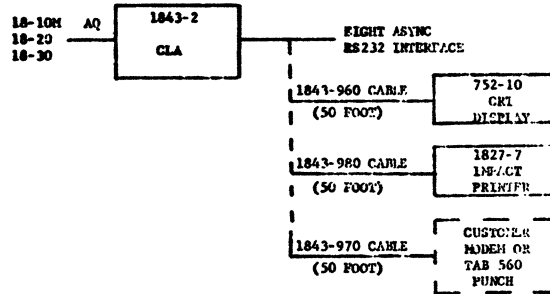 18-10M AQ
18-20
18-30
1843-2
CLA
EIGHT ASYNC
RS232 INTERFACE
1843-960 CABLE
(50 FOOT)
752-10
CRT
DISPLAY
1843-980 CABLE
(50 FOOT)
1827-7
IMPACT
PRINTER
1843-970 CABLE
(50 FOOT)
CUSTOMER
MODEM OR
TAB 560
PUNCH